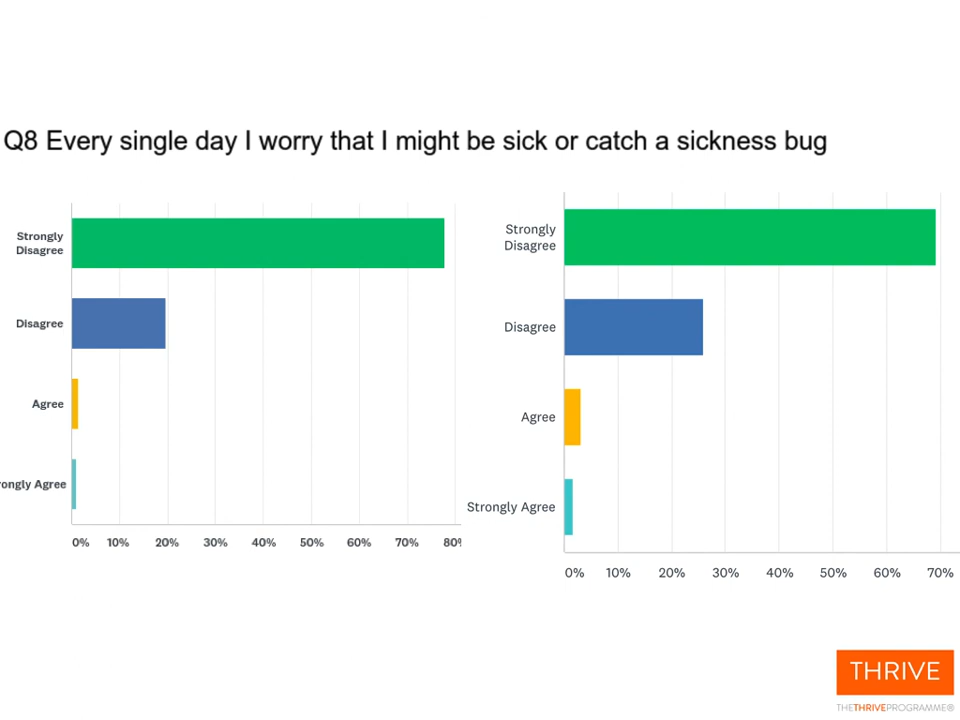 Q8 Every single day I worry that I might be sick or catch a sickness bug
Strongly
Disagree
Disagree
Agree
rongly Agree
0% 10% 20% 30% 40% 50% 60% 70% 80%
Strongly
Disagree
Disagree
Agree
Strongly Agree
0% 10% 20% 30% 40% 50% 60% 70%
THRIVE
THETHRIVEPROGRAMME®